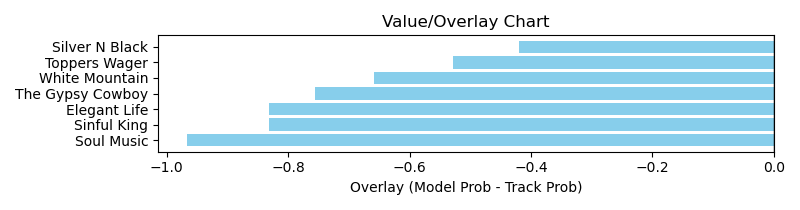 Value/Overlay Chart
Silver N Black
Toppers Wager
White Mountain
The Gypsy Cowboy
Elegant Life
Sinful King
Soul Music
−1.0 −0.8 −0.6 −0.4 −0.2 0.0
Overlay (Model Prob - Track Prob)